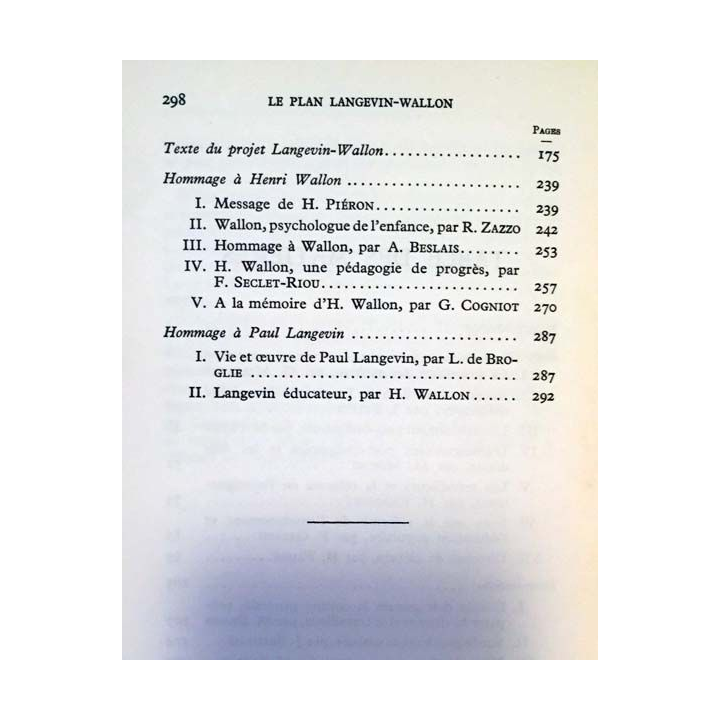 298 LE PLAN LANGEVIN-WALLON
PAGES
Texte du projet Langevin-Wallon.................. 175
Hommage à Henri Wallon ....................... 239
I. Message de H. PIÉRON................... 239
II. Wallon, psychologue de l'enfance, par R. ZAZZO 242
III. Hommage à Wallon, par A. BESLAIS........ 253
IV. H. Wallon, une pédagogie de progrès, par
F. SECLET-RIOU.......................... 257
V. A la mémoire d'H. Wallon, par G. COGNIOT 270
Hommage à Paul Langevin ...................... 287
I. Vie et œuvre de Paul Langevin, par L. de BRO-
GLIE ................................... 287
II. Langevin éducateur, par H. WALLON...... 292